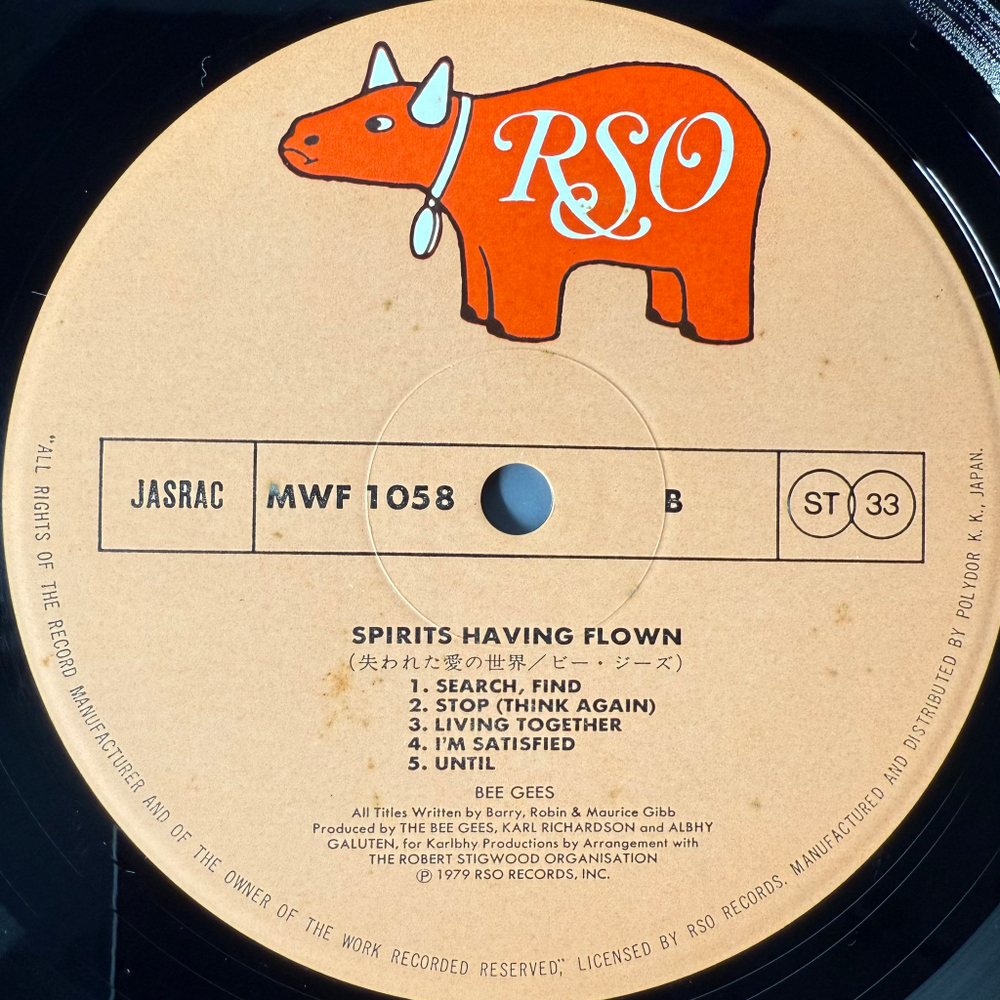 RSO
JASRAC
MWF 1058
B
ST 33
SPIRITS HAVING FLOWN
(失われた愛の世界/ビー・ジーズ)
1. SEARCH, FIND
2. STOP (THINK AGAIN)
3. LIVING TOGETHER
4. I'M SATISFIED
5. UNTIL
BEE GEES
All Titles Written by Barry, Robin & Maurice Gibb
Produced by THE BEE GEES, KARL RICHARDSON and ALBHY
GALUTEN, for Karlbhy Productions by Arrangement with
THE ROBERT STIGWOOD ORGANISATION
Ⓟ 1979 RSO RECORDS, INC.
"ALL RIGHTS OF THE RECORD MANUFACTURER AND OF THE OWNER OF THE WORK RECORDED RESERVED," LICENSED BY RSO RECORDS. MANUFACTURED AND DISTRIBUTED BY POLYDOR K.K., JAPAN.